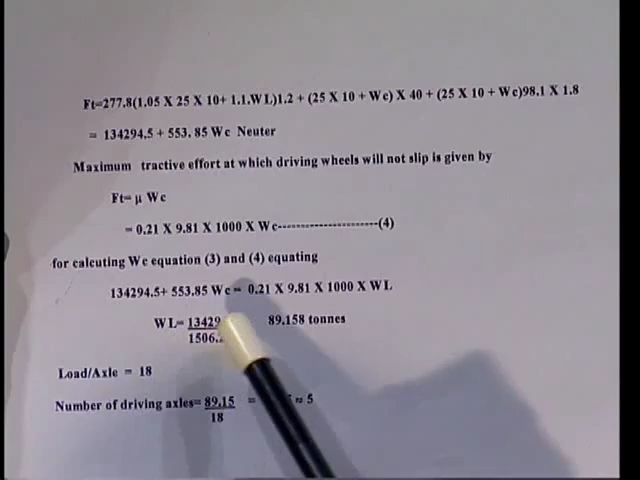 Ft=277.8(1.05 X 25 X 10+ 1.1.WL)1.2 + (25 X 10 + Wc) X 40 + (25 X 10 + Wc)98.1 X 1.8
= 134294.5 + 553. 85 Wc Neuter
Maximum tractive effort at which driving wheels will not slip is given by
Ft= μ Wc
= 0.21 X 9.81 X 1000 X Wc----------------------(4)
for calcuting Wc equation (3) and (4) equating
134294.5+ 553.85 Wc = 0.21 X 9.81 X 1000 X WL
WL= 13429 89.158 tonnes
1506.
Load/Axle = 18
Number of driving axles= 89.15 = ≈ 5
18